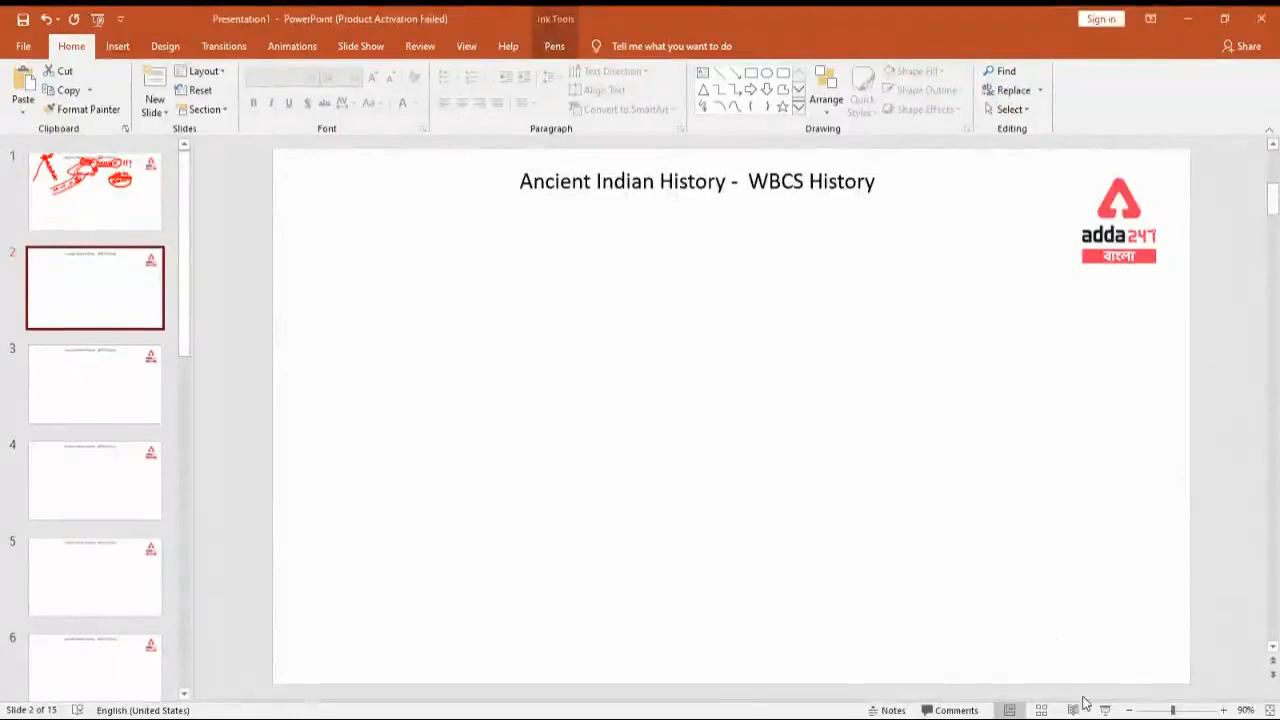 Presentation1 - PowerPoint (Product Activation Failed)
Ink Tools
Sign in
File Home Insert Design Transitions Animations Slide Show Review View Help Pens Tell me what you want to do Share
Paste
Cut
Copy
Format Painter
Clipboard
New Slide
Layout
Reset
Section
Slides
Font
Text Direction
Align Text
Convert to SmartArt
Paragraph
Arrange
Quick Styles
Shape Fill
Shape Outline
Shape Effects
Drawing
Find
Replace
Select
Editing
1
2
3
4
5
6
Ancient Indian History - WBCS History
adda247
বাংলা
Slide 2 of 15 English (United States) Notes Comments 90%